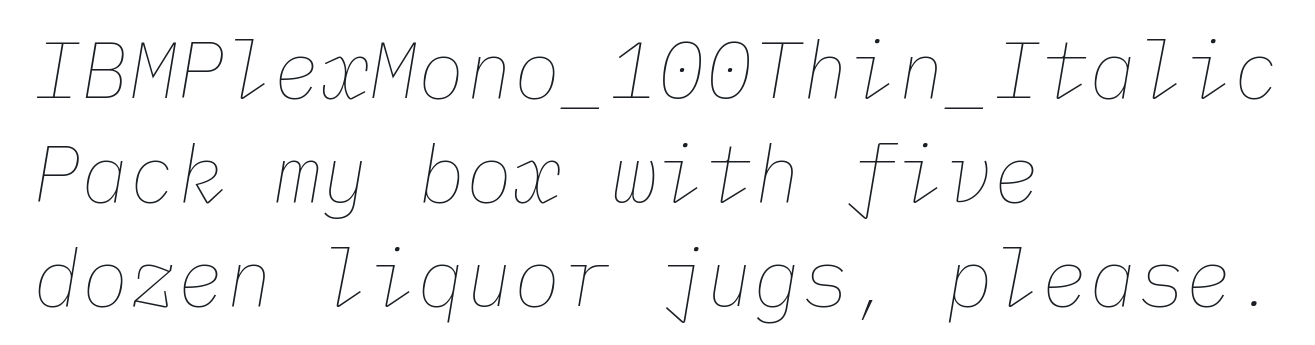 IBMPlexMono_100Thin_Italic
Pack my box with five
dozen liquor jugs, please.